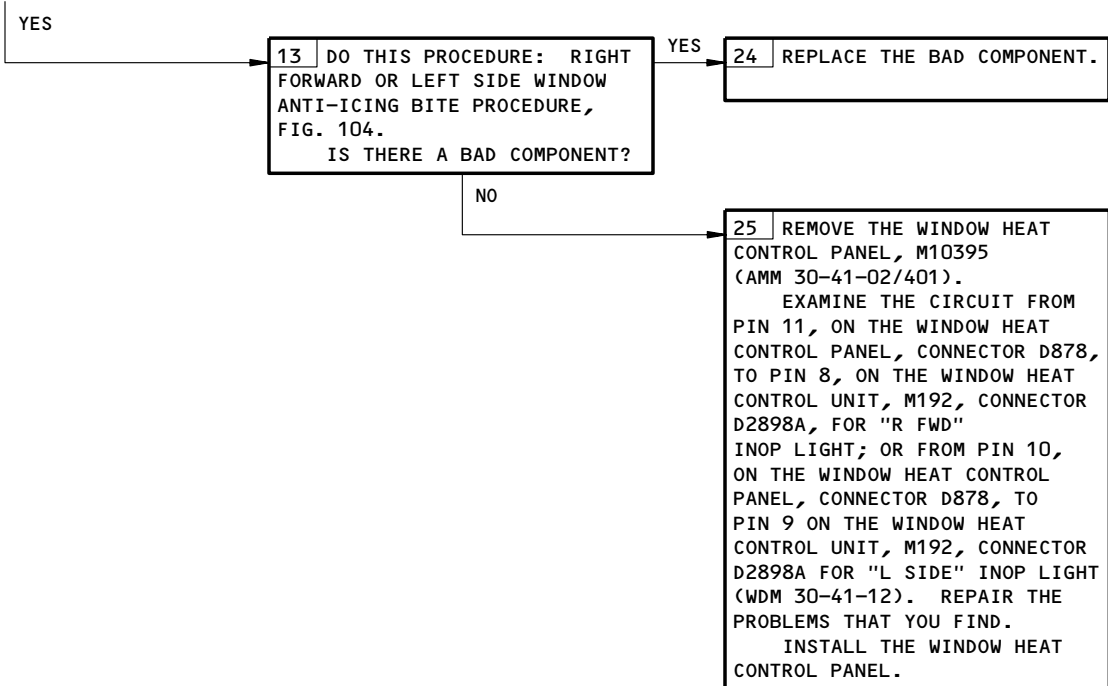 YES
13 DO THIS PROCEDURE: RIGHT
FORWARD OR LEFT SIDE WINDOW
ANTI-ICING BITE PROCEDURE,
FIG. 104.
IS THERE A BAD COMPONENT?
YES
24 REPLACE THE BAD COMPONENT.
NO
25 REMOVE THE WINDOW HEAT
CONTROL PANEL, M10395
(AMM 30-41-02/401).
EXAMINE THE CIRCUIT FROM
PIN 11, ON THE WINDOW HEAT
CONTROL PANEL, CONNECTOR D878,
TO PIN 8, ON THE WINDOW HEAT
CONTROL UNIT, M192, CONNECTOR
D2898A, FOR "R FWD"
INOP LIGHT; OR FROM PIN 10,
ON THE WINDOW HEAT CONTROL
PANEL, CONNECTOR D878, TO
PIN 9 ON THE WINDOW HEAT
CONTROL UNIT, M192, CONNECTOR
D2898A FOR "L SIDE" INOP LIGHT
(WDM 30-41-12). REPAIR THE
PROBLEMS THAT YOU FIND.
INSTALL THE WINDOW HEAT
CONTROL PANEL.